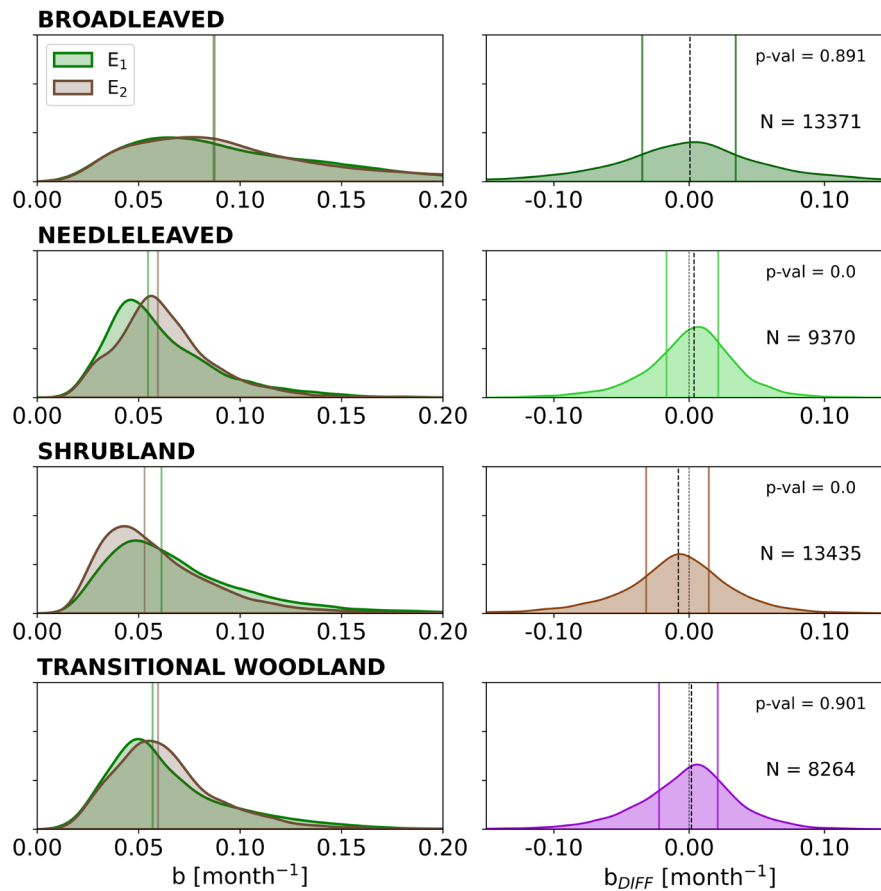 BROADLEAVED
E₁
E₂
p-val = 0.891
N = 13371
0.00 0.05 0.10 0.15 0.20
-0.10 0.00 0.10
NEEDLELEAVED
p-val = 0.0
N = 9370
0.00 0.05 0.10 0.15 0.20
-0.10 0.00 0.10
SHRUBLAND
p-val = 0.0
N = 13435
0.00 0.05 0.10 0.15 0.20
-0.10 0.00 0.10
TRANSITIONAL WOODLAND
p-val = 0.901
N = 8264
0.00 0.05 0.10 0.15 0.20
-0.10 0.00 0.10
b [month⁻¹]
b_DIFF [month⁻¹]